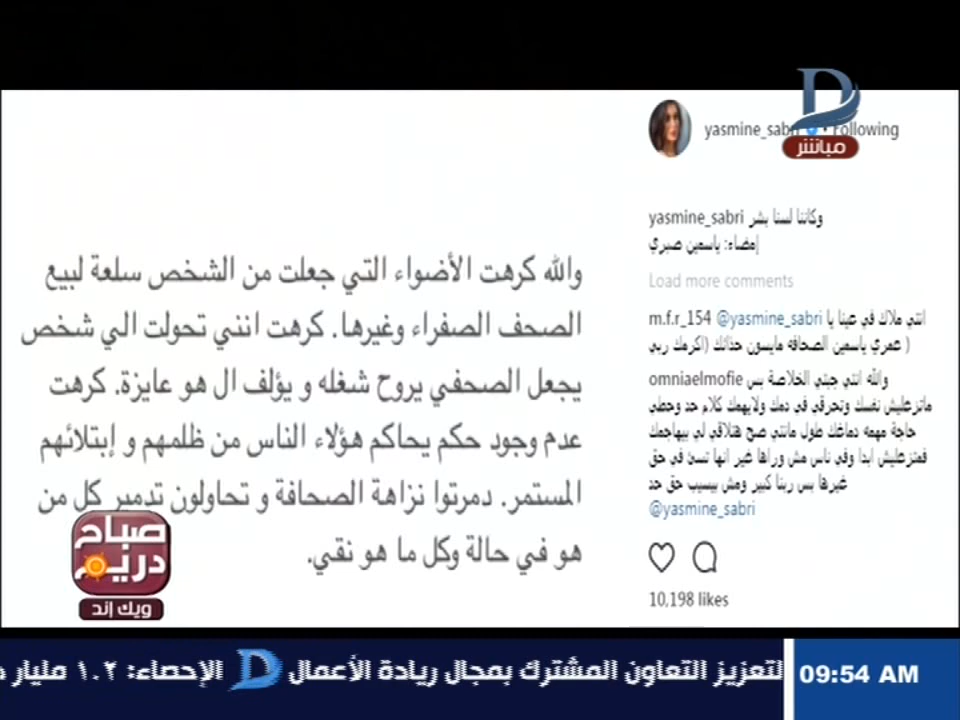 yasmine_sabri • Following
مباشر
والله كرهت الأضواء التي جعلت من الشخص سلعة لبيع
الصحف الصفراء وغيرها. كرهت انني تحولت الي شخص
يجعل الصحفي يروح شغله و يؤلف ال هو عايزة. كرهت
عدم وجود حكم يحاكم هؤلاء الناس من ظلمهم و إبتلائهم
المستمر. دمرتوا نزاهة الصحافة و تحاولون تدمير كل من
هو في حالة وكل ما هو نقي.
yasmine_sabri وكاننا لسنا بشر
إمضاء: ياسمين صبري
Load more comments
m.f.r_154 @yasmine_sabri انتي ملاك في عينا يا
عمري ياسمين الصحافه مايسون حذائك (اكرمك ربي )
omniaelmofie والله انتي جبتي الخلاصة بس
ماتزعليش نفسك وتحرقي في دمك ولايهمك كلام حد وحطي
حاجة مهمه دماغك طول مانتي صح هتلاقي لي بيهاجمك
فمتزعليش ابدا وفي ناس مش وراها غير انها تسئ في حق
غيرها بس ربنا كبير ومش بيسيب حق حد
@yasmine_sabri
10,198 likes
صباح
دريم
ويك إند
لتعزيز التعاون المشترك بمجال ريادة الأعمال
الإحصاء: ١.٢ مليار
09:54 AM